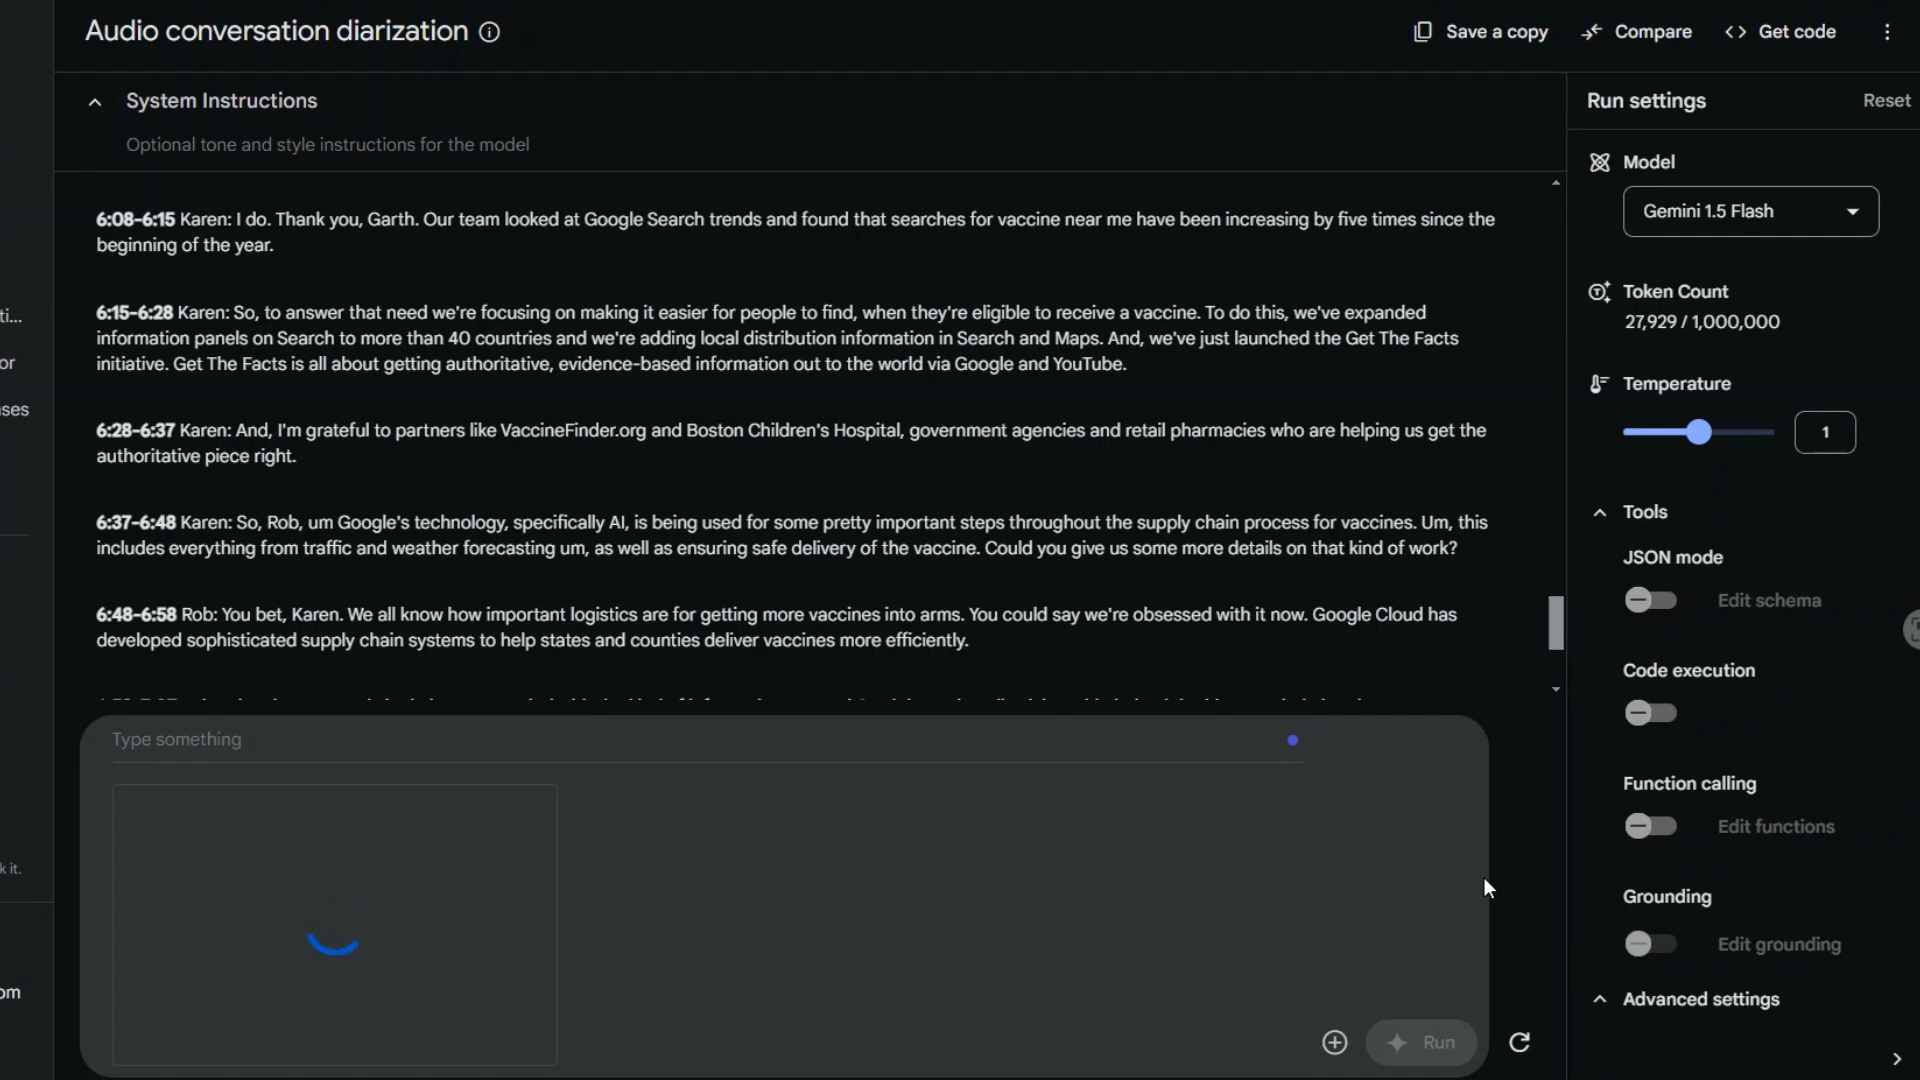 Audio conversation diarization
Save a copy
Compare
Get code
System Instructions
Optional tone and style instructions for the model
6:08-6:15 Karen: I do. Thank you, Garth. Our team looked at Google Search trends and found that searches for vaccine near me have been increasing by five times since the
beginning of the year.
6:15-6:28 Karen: So, to answer that need we're focusing on making it easier for people to find, when they're eligible to receive a vaccine. To do this, we've expanded
information panels on Search to more than 40 countries and we're adding local distribution information in Search and Maps. And, we've just launched the Get The Facts
initiative. Get The Facts is all about getting authoritative, evidence-based information out to the world via Google and YouTube.
6:28-6:37 Karen: And, I'm grateful to partners like VaccineFinder.org and Boston Children's Hospital, government agencies and retail pharmacies who are helping us get the
authoritative piece right.
6:37-6:48 Karen: So, Rob, um Google's technology, specifically AI, is being used for some pretty important steps throughout the supply chain process for vaccines. Um, this
includes everything from traffic and weather forecasting um, as well as ensuring safe delivery of the vaccine. Could you give us some more details on that kind of work?
6:48-6:58 Rob: You bet, Karen. We all know how important logistics are for getting more vaccines into arms. You could say we're obsessed with it now. Google Cloud has
developed sophisticated supply chain systems to help states and counties deliver vaccines more efficiently.
Type something
Run
Run settings
Reset
Model
Gemini 1.5 Flash
Token Count
27,929 / 1,000,000
Temperature
1
Tools
JSON mode
Edit schema
Code execution
Function calling
Edit functions
Grounding
Edit grounding
Advanced settings
ti...
or
ses
k it.
om